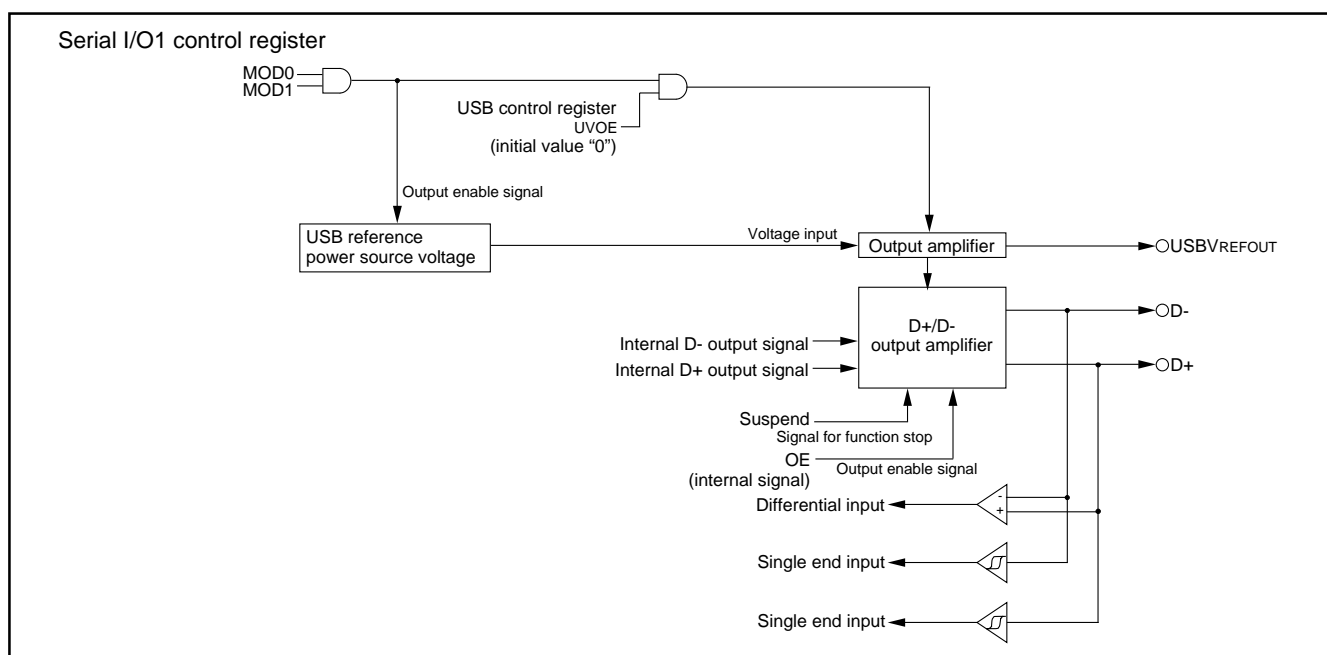 Serial I/O1 control register
MOD0
MOD1
USB control register
UVOE
(initial value “0”)
Output enable signal
USB reference
power source voltage
Voltage input
Output amplifier
USBVREFOUT
D+/D-
output amplifier
D-
D+
Internal D- output signal
Internal D+ output signal
Suspend
Signal for function stop
OE
(internal signal)
Output enable signal
Differential input
-
+
Single end input
Single end input